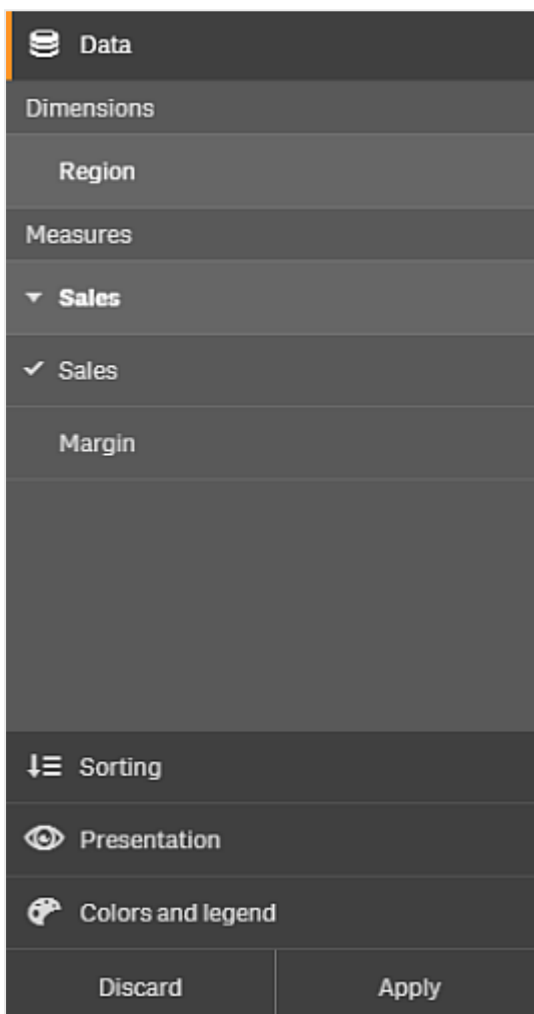 Data
Dimensions
Region
Measures
Sales
Sales
Margin
Sorting
Presentation
Colors and legend
Discard
Apply